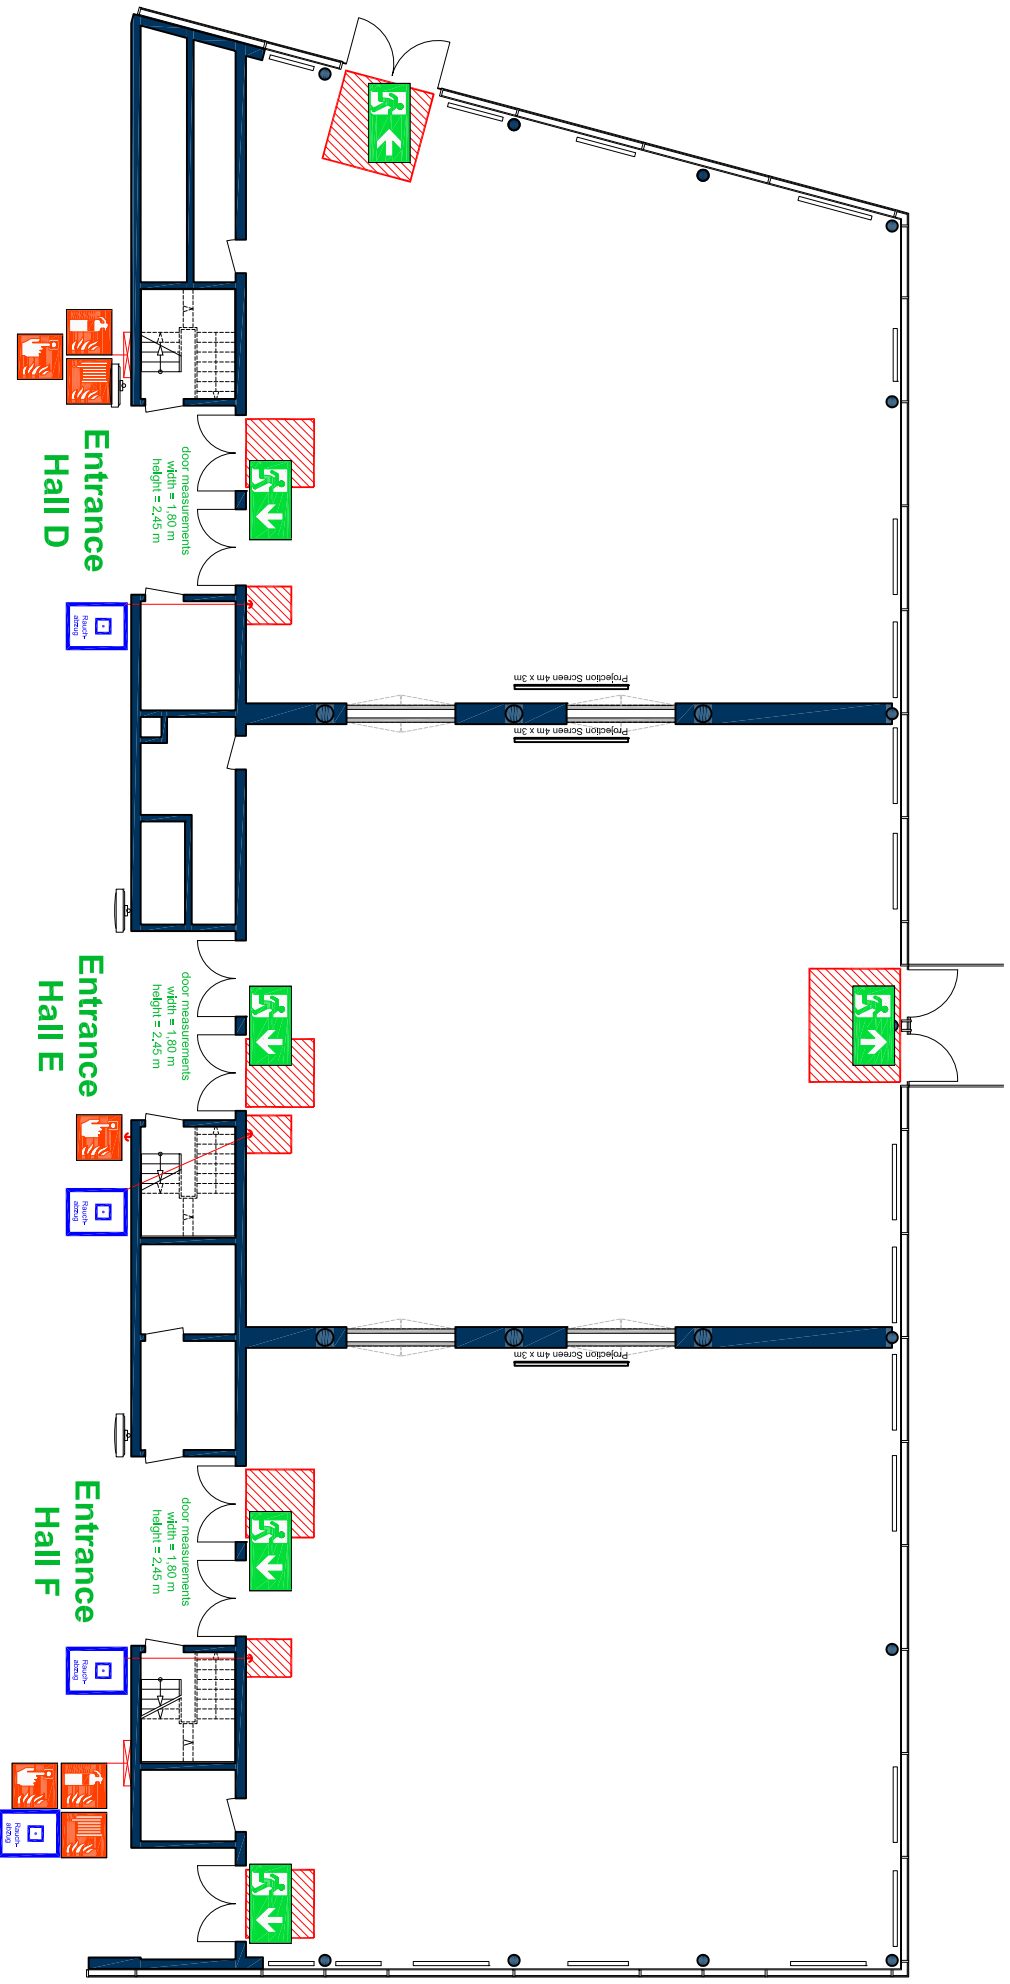 Entrance
Hall D
door measurements
width = 1,80 m
height = 2,45 m
Rauch-
abzug
Projection Screen 4m x 3m
Projection Screen 4m x 3m
Entrance
Hall E
door measurements
width = 1,80 m
height = 2,45 m
Rauch-
abzug
Projection Screen 4m x 3m
Entrance
Hall F
door measurements
width = 1,80 m
height = 2,45 m
Rauch-
abzug
Rauch-
abzug